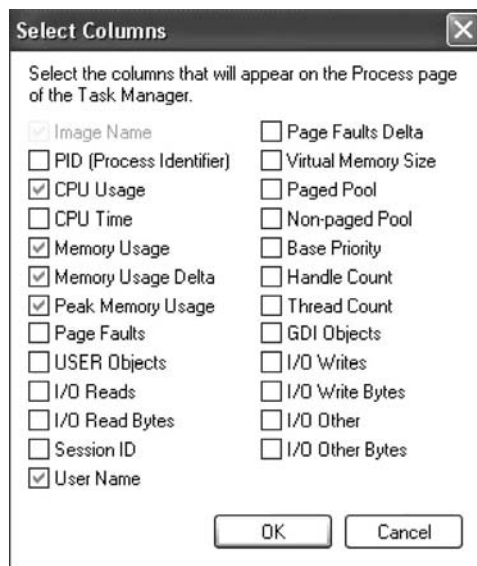 Select Columns
Select the columns that will appear on the Process page
of the Task Manager.
Image Name
PID (Process Identifier)
CPU Usage
CPU Time
Memory Usage
Memory Usage Delta
Peak Memory Usage
Page Faults
USER Objects
I/O Reads
I/O Read Bytes
Session ID
User Name
Page Faults Delta
Virtual Memory Size
Paged Pool
Non-paged Pool
Base Priority
Handle Count
Thread Count
GDI Objects
I/O Writes
I/O Write Bytes
I/O Other
I/O Other Bytes
OK
Cancel